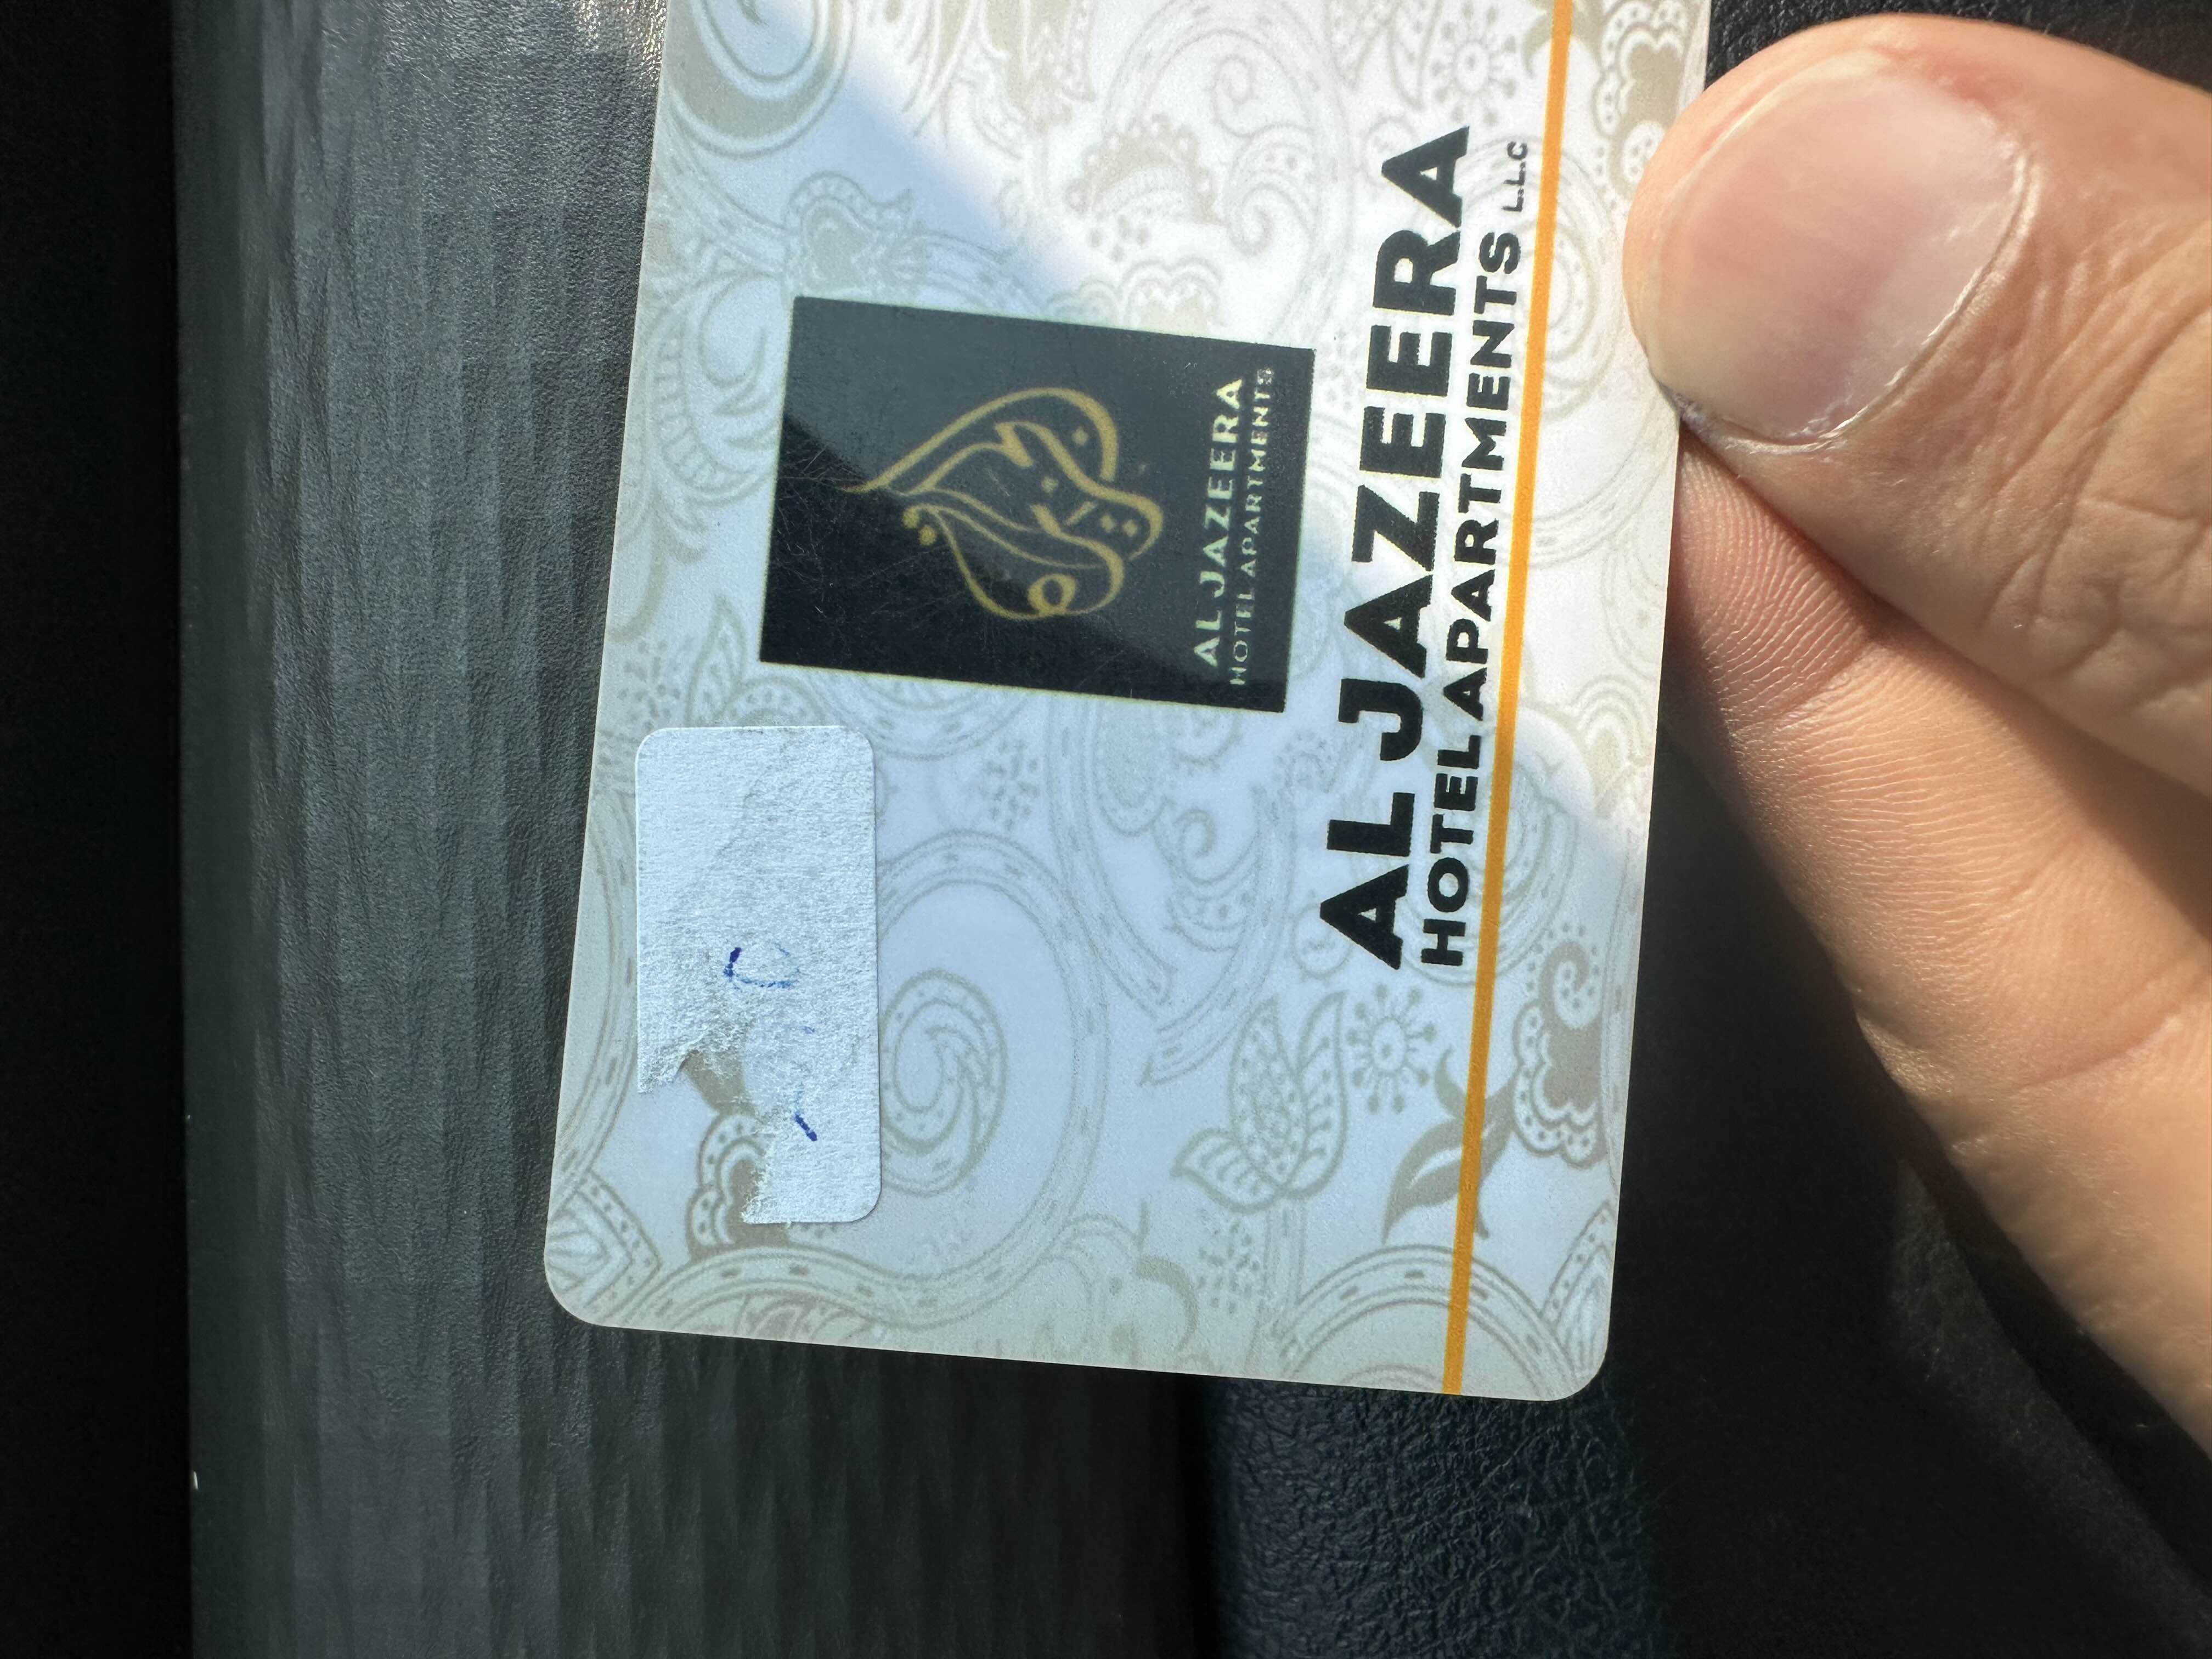 AL JAZEERA
HOTEL APARTMENTS
AL JAZEERA
HOTEL APARTMENTS L.L.C